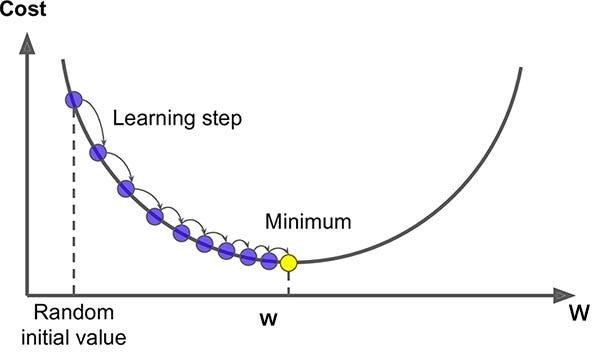 Cost
Learning step
Minimum
Random
initial value
w
W